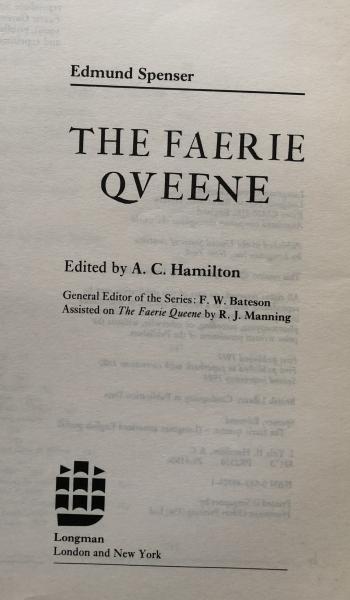 Edmund Spenser
THE FAERIE
QVEENE
Edited by A. C. Hamilton
General Editor of the Series: F. W. Bateson
Assisted on The Faerie Queene by R. J. Manning
Longman
London and New York